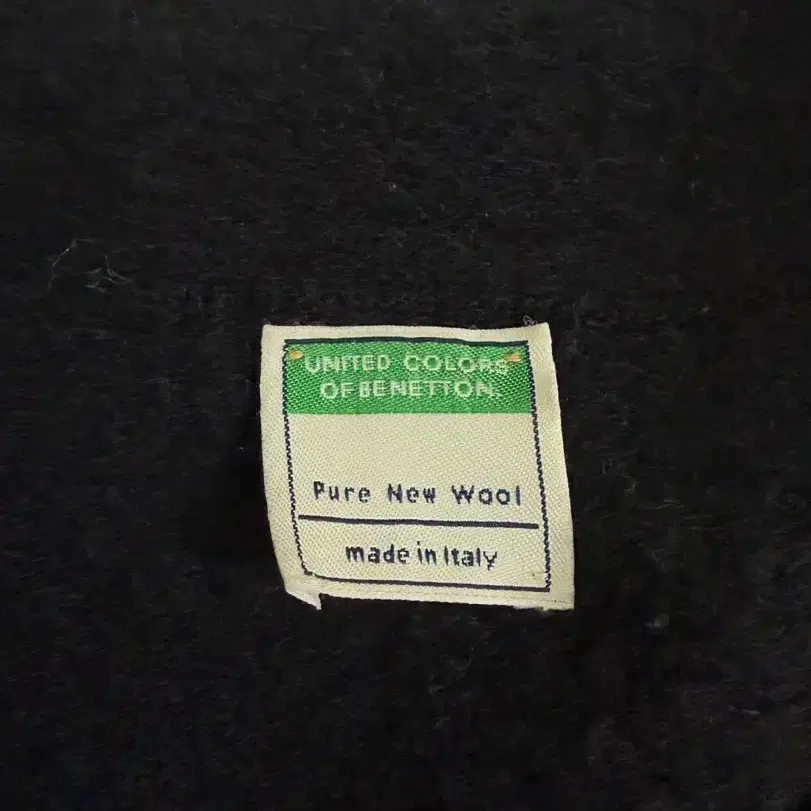 UNITED COLORS
OF BENETTON.
Pure New Wool
made in Italy